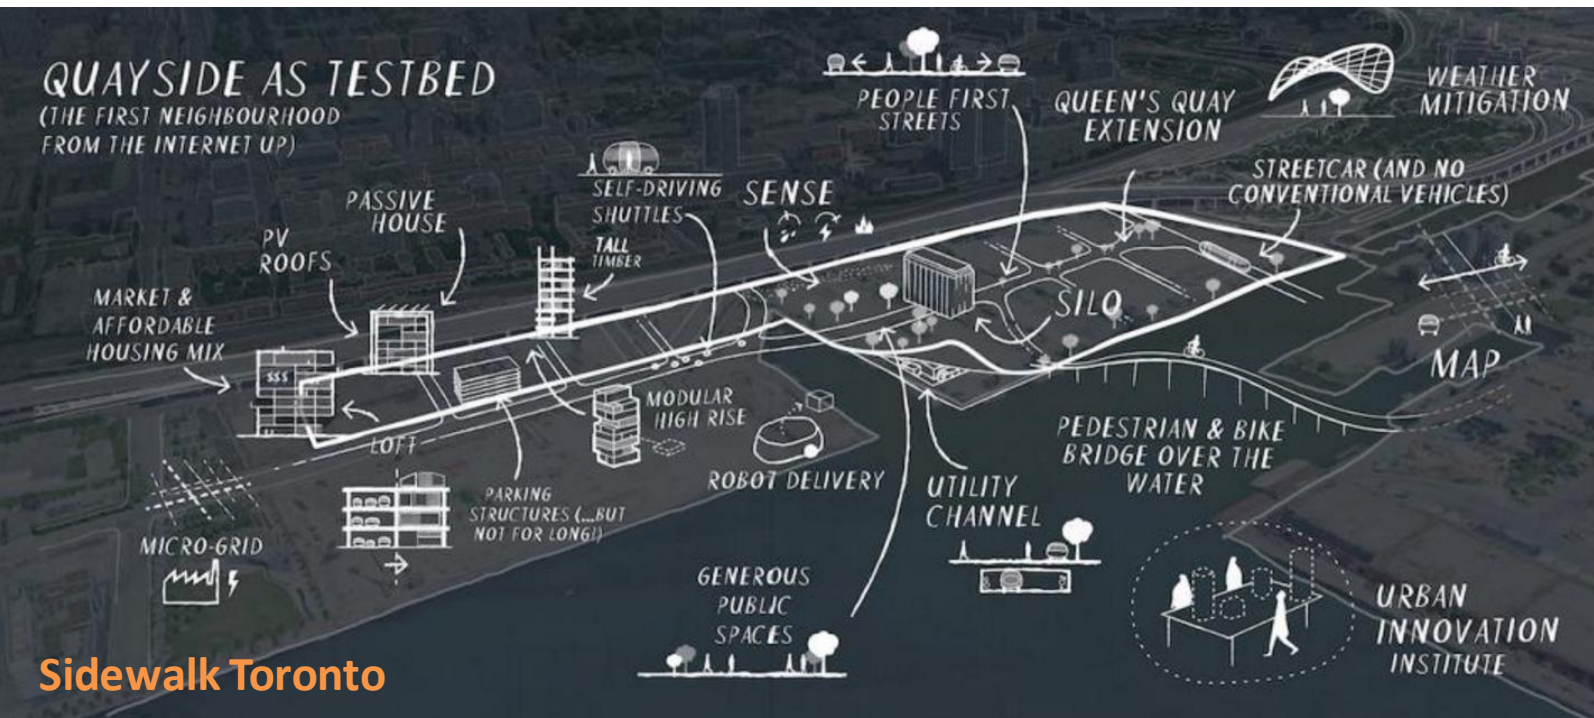 QUAYSIDE AS TESTBED
(THE FIRST NEIGHBOURHOOD
FROM THE INTERNET UP)
PEOPLE FIRST
STREETS
QUEEN'S QUAY
EXTENSION
WEATHER
MITIGATION
STREETCAR (AND NO
CONVENTIONAL VEHICLES)
SELF-DRIVING
SHUTTLES
SENSE
PASSIVE
HOUSE
PV
ROOFS
TALL
TIMBER
MARKET &
AFFORDABLE
HOUSING MIX
$$$
SILO
MAP
LOFT
MODULAR
HIGH RISE
ROBOT DELIVERY
PEDESTRIAN & BIKE
BRIDGE OVER THE
WATER
UTILITY
CHANNEL
PARKING
STRUCTURES (...BUT
NOT FOR LONG!)
MICRO-GRID
GENEROUS
PUBLIC
SPACES
URBAN
INNOVATION
INSTITUTE
Sidewalk Toronto